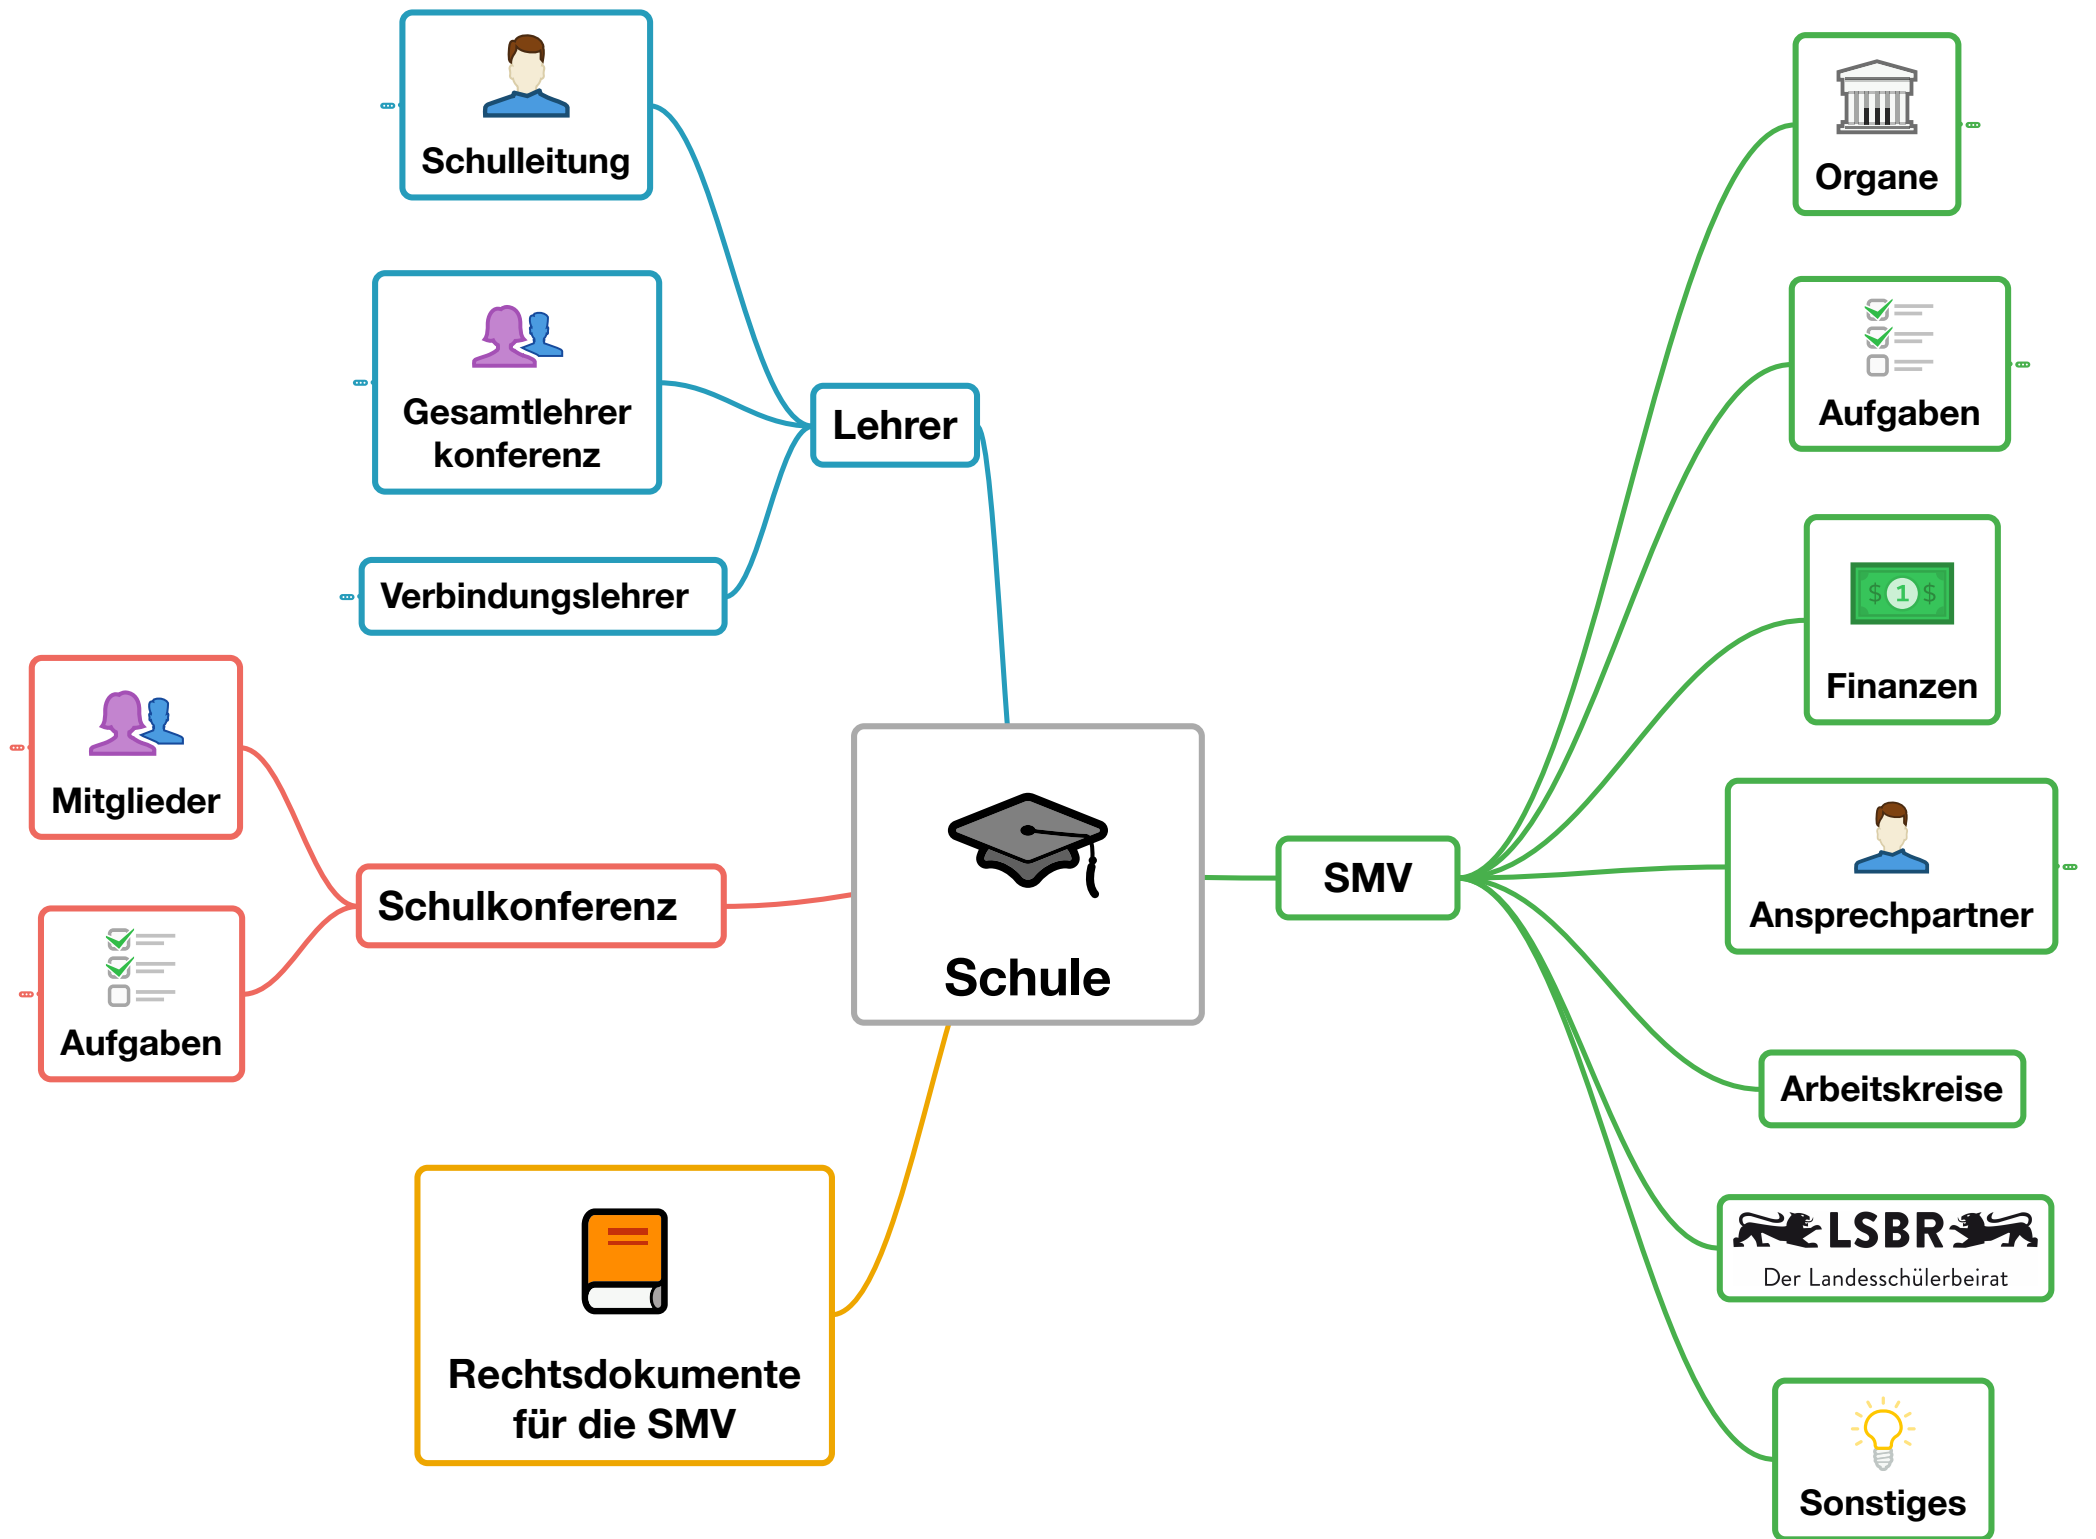 Schulleitung
Gesamtlehrer
konferenz
Verbindungslehrer
Lehrer
Mitglieder
Aufgaben
Schulkonferenz
Schule
Rechtsdokumente
für die SMV
SMV
Organe
Aufgaben
$ 1 $
Finanzen
Ansprechpartner
Arbeitskreise
LSBR
Der Landesschülerbeirat
Sonstiges